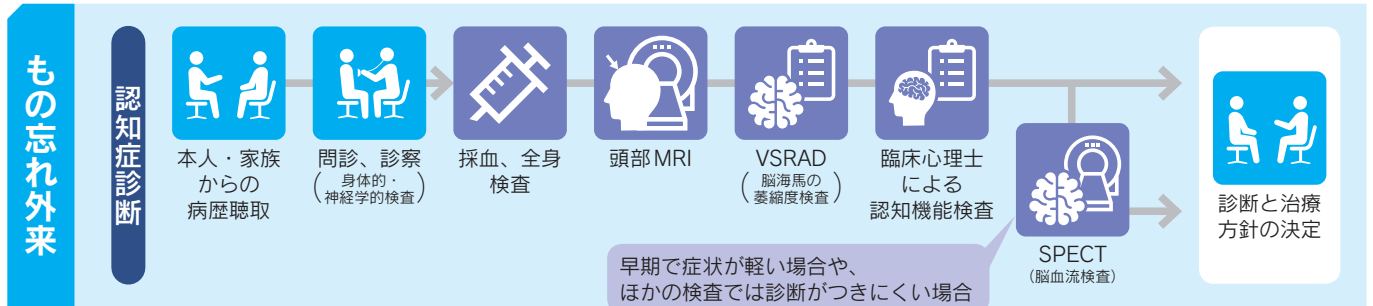 もの忘れ外来
認知症診断
本人・家族
からの
病歴聴取
問診、診察
(身体的・
神経学的検査)
採血、全身
検査
頭部MRI
VSRAD
(脳海馬の
萎縮度検査)
臨床心理士
による
認知機能検査
SPECT
(脳血流検査)
早期で症状が軽い場合や、
ほかの検査では診断がつきにくい場合
診断と治療
方針の決定